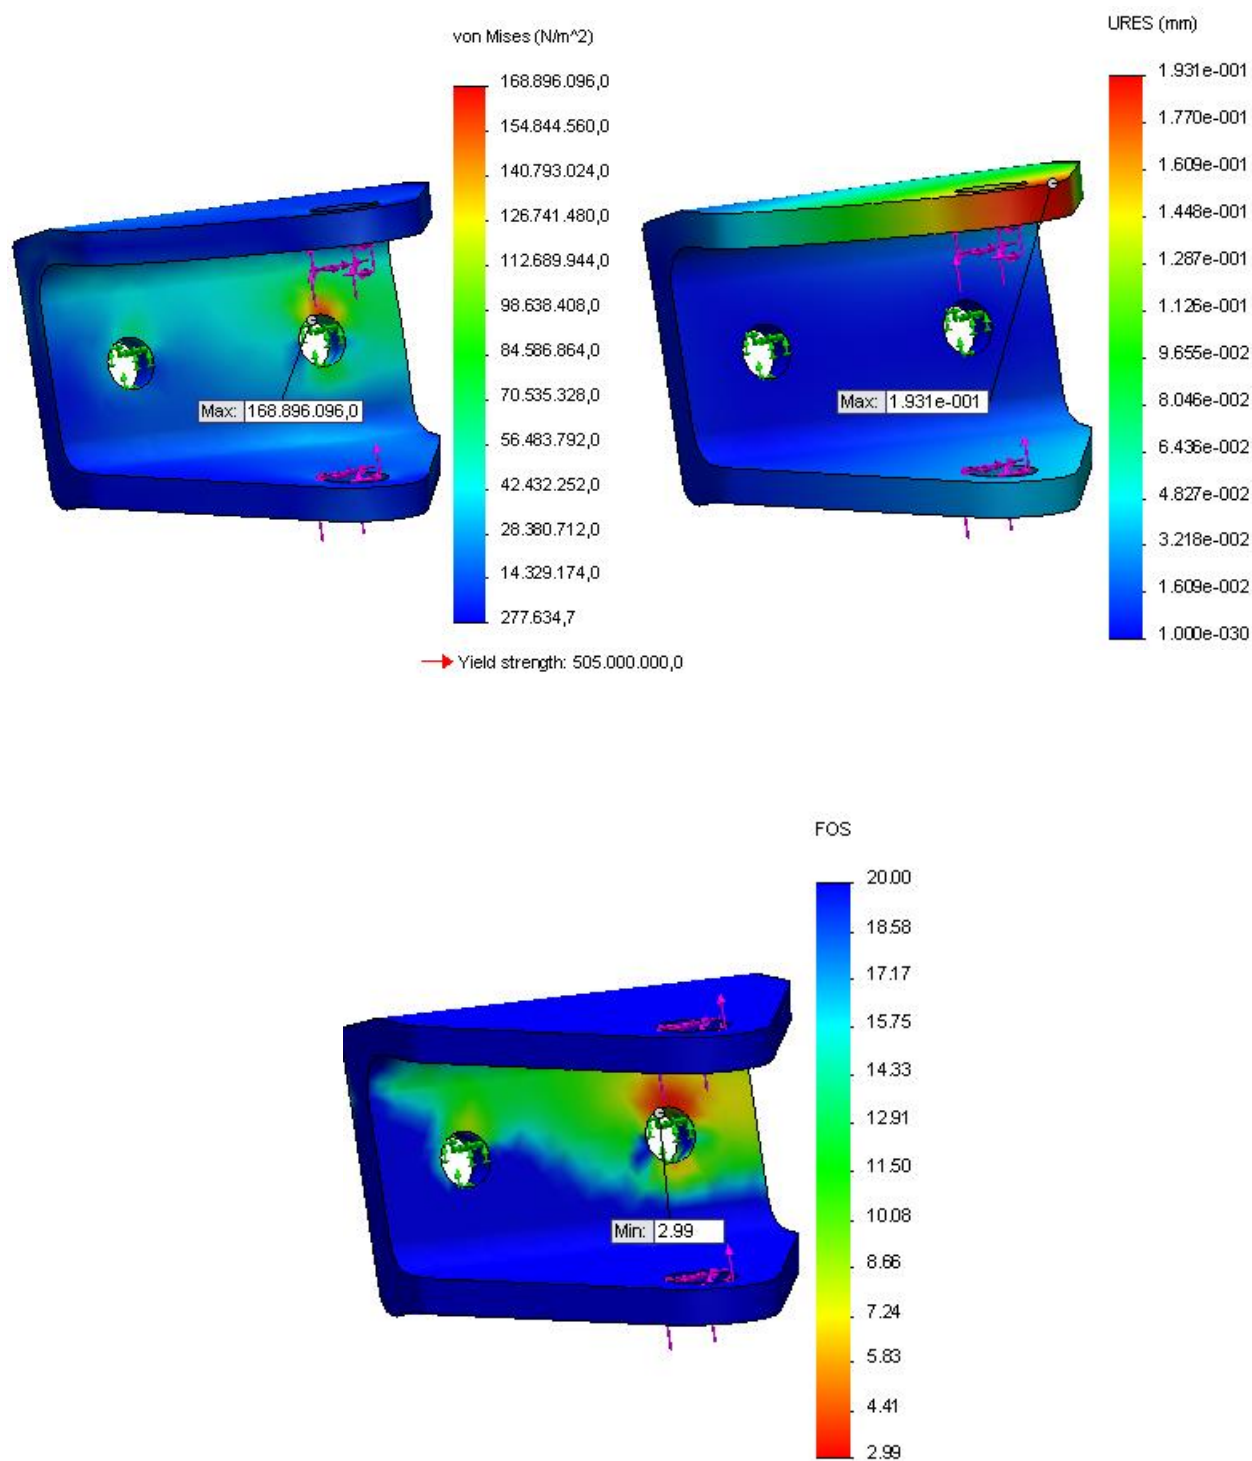 von Mises (N/m^2)
168.896.096,0
154.844.560,0
140.793.024,0
126.741.480,0
112.689.944,0
98.638.408,0
84.586.864,0
70.535.328,0
56.483.792,0
42.432.252,0
28.380.712,0
14.329.174,0
277.634,7
Yield strength: 505.000.000,0
Max: 168.896.096,0
URES (mm)
1.931e-001
1.770e-001
1.609e-001
1.448e-001
1.287e-001
1.126e-001
9.655e-002
8.046e-002
6.436e-002
4.827e-002
3.218e-002
1.609e-002
1.000e-030
Max: 1.931e-001
FOS
20.00
18.58
17.17
15.75
14.33
12.91
11.50
10.08
8.66
7.24
5.83
4.41
2.99
Min: 2.99